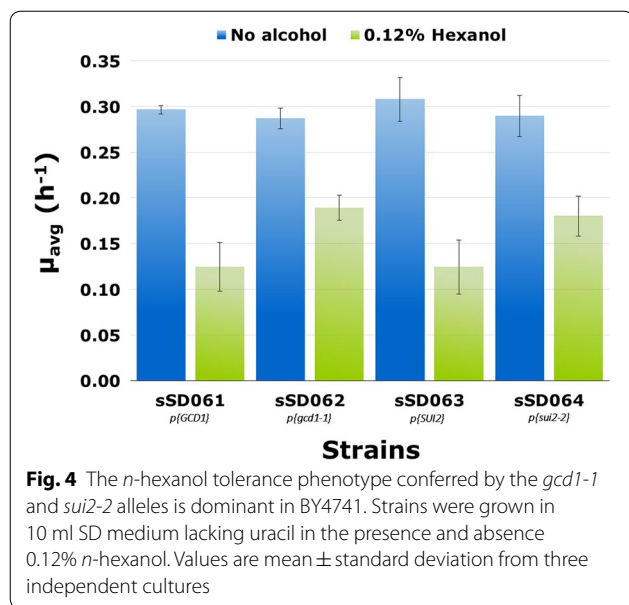 No alcohol 0.12% Hexanol
0.35
0.30
0.25
0.20
0.15
0.10
0.05
0.00
μavg (h-1)
sSD061 sSD062 sSD063 sSD064
p{GCD1} p{gcd1-1} p{SUI2} p{sui2-2}
Strains
Fig. 4 The n-hexanol tolerance phenotype conferred by the gcd1-1
and sui2-2 alleles is dominant in BY4741. Strains were grown in
10 ml SD medium lacking uracil in the presence and absence
0.12% n-hexanol. Values are mean ± standard deviation from three
independent cultures